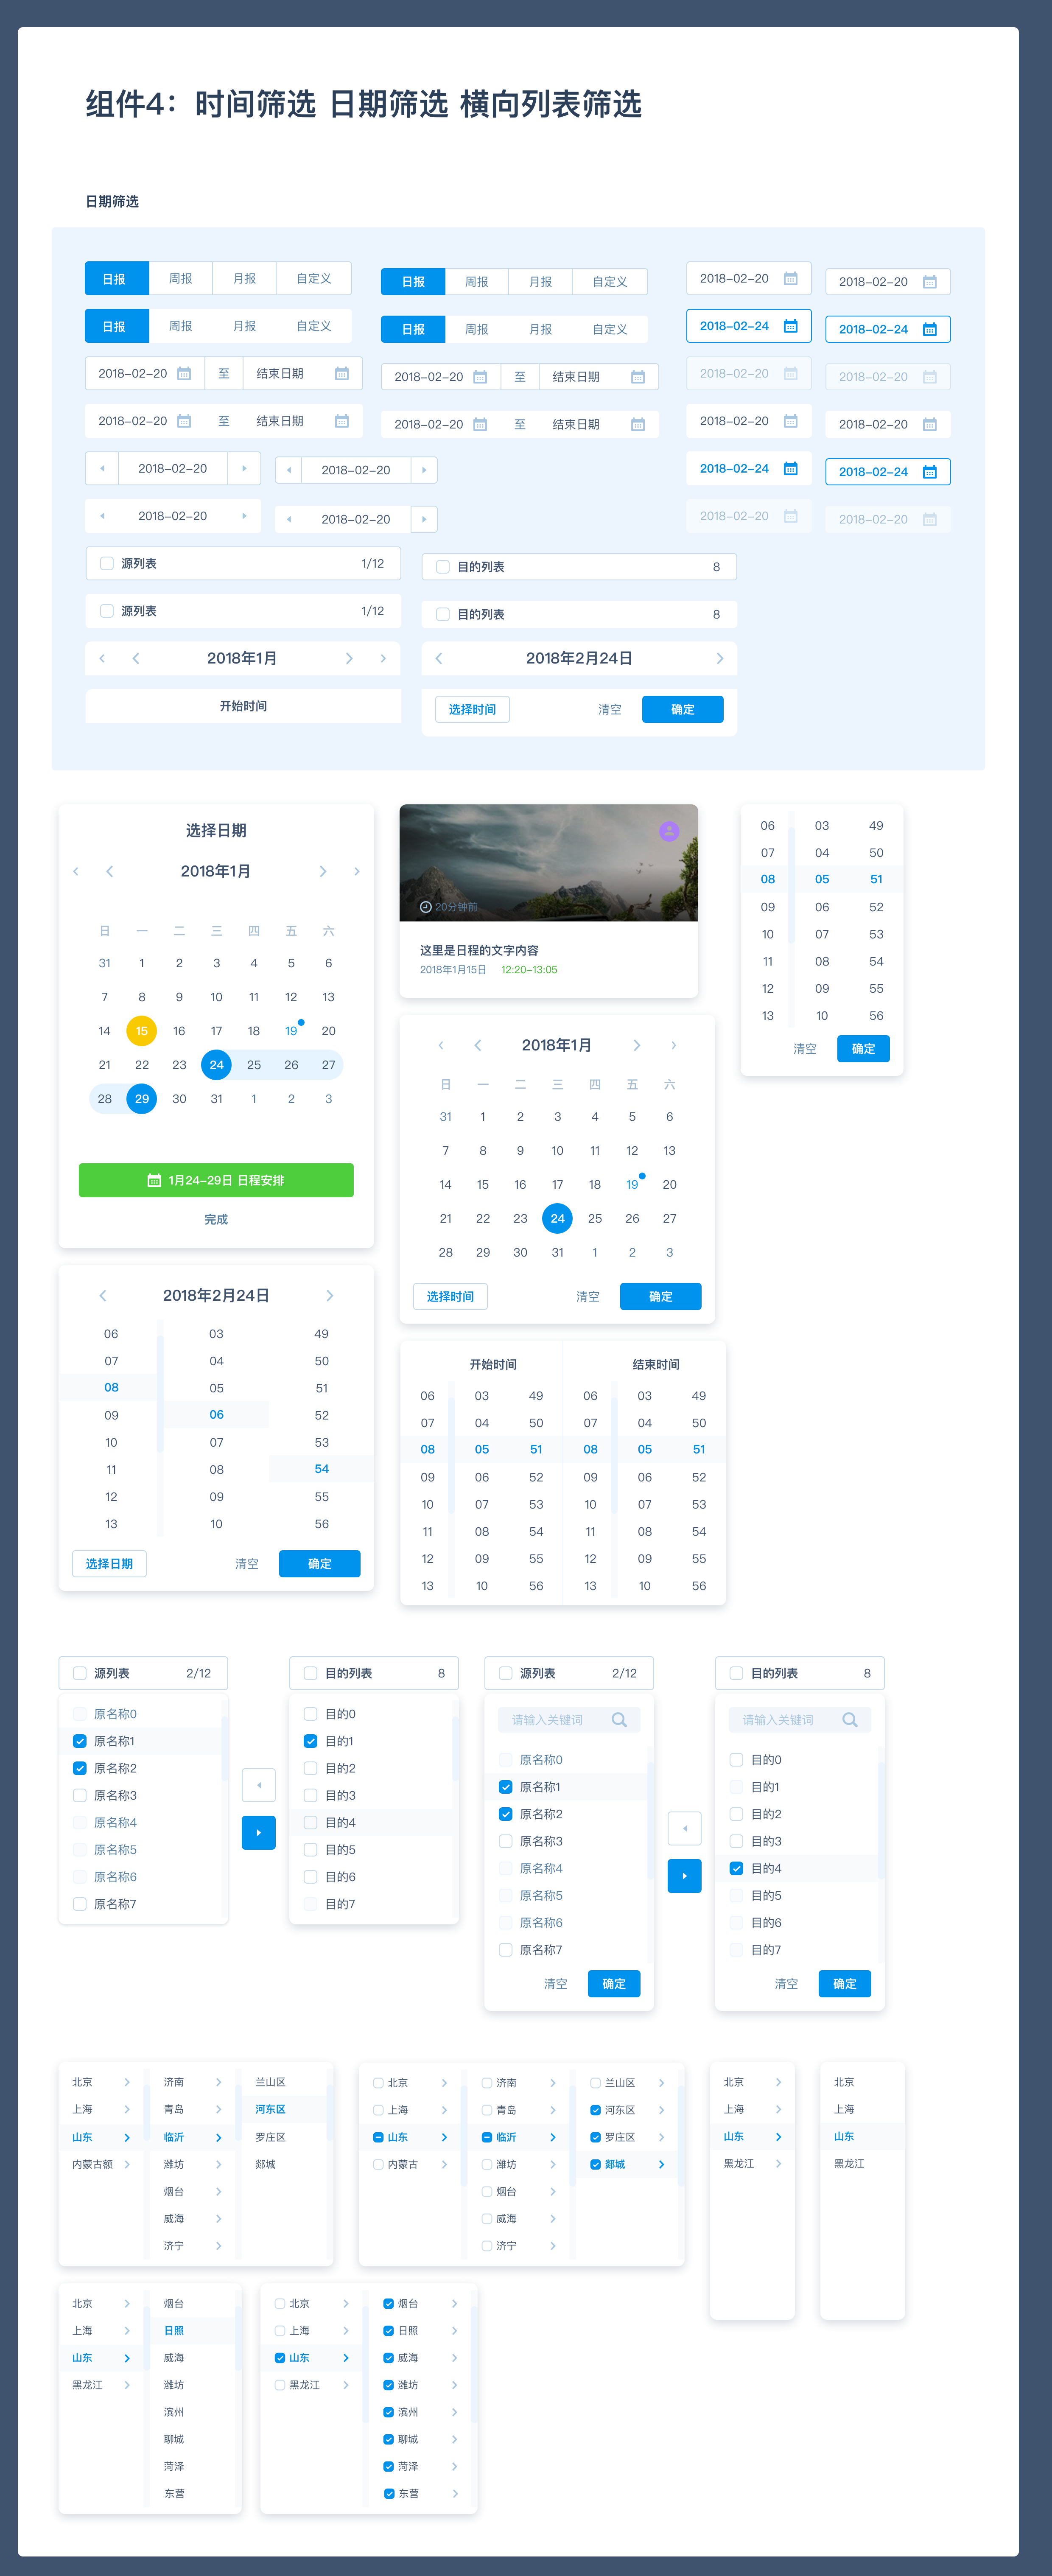 组件4：时间筛选 日期筛选 横向列表筛选
日期筛选
日报 周报 月报 自定义
日报 周报 月报 自定义
2018-02-20
2018-02-20
日报 周报 月报 自定义
日报 周报 月报 自定义
2018-02-24
2018-02-24
2018-02-20 至 结束日期
2018-02-20 至 结束日期
2018-02-20
2018-02-20
2018-02-20 至 结束日期
2018-02-20 至 结束日期
2018-02-20
2018-02-20
2018-02-20
2018-02-20
2018-02-24
2018-02-24
2018-02-20
2018-02-20
2018-02-20
2018-02-20
源列表 1/12
目的列表 8
源列表 1/12
目的列表 8
2018年1月
2018年2月24日
开始时间
选择时间 清空 确定
选择日期
2018年1月
日 一 二 三 四 五 六
31 1 2 3 4 5 6
7 8 9 10 11 12 13
14 15 16 17 18 19 20
21 22 23 24 25 26 27
28 29 30 31 1 2 3
1月24-29日 日程安排
完成
20分钟前
这里是日程的文字内容
2018年1月15日 12:20-13:05
06 03 49
07 04 50
08 05 51
09 06 52
10 07 53
11 08 54
12 09 55
13 10 56
清空 确定
2018年1月
日 一 二 三 四 五 六
31 1 2 3 4 5 6
7 8 9 10 11 12 13
14 15 16 17 18 19 20
21 22 23 24 25 26 27
28 29 30 31 1 2 3
选择时间 清空 确定
2018年2月24日
06 03 49
07 04 50
08 05 51
09 06 52
10 07 53
11 08 54
12 09 55
13 10 56
选择日期 清空 确定
开始时间 结束时间
06 03 49 06 03 49
07 04 50 07 04 50
08 05 51 08 05 51
09 06 52 09 06 52
10 07 53 10 07 53
11 08 54 11 08 54
12 09 55 12 09 55
13 10 56 13 10 56
源列表 2/12
原名称0
原名称1
原名称2
原名称3
原名称4
原名称5
原名称6
原名称7
目的列表 8
目的0
目的1
目的2
目的3
目的4
目的5
目的6
目的7
源列表 2/12
请输入关键词
原名称0
原名称1
原名称2
原名称3
原名称4
原名称5
原名称6
原名称7
清空 确定
目的列表 8
请输入关键词
目的0
目的1
目的2
目的3
目的4
目的5
目的6
目的7
清空 确定
北京 济南 兰山区
上海 青岛 河东区
山东 临沂 罗庄区
内蒙古额 潍坊 郯城
烟台
威海
济宁
北京 济南 兰山区
上海 青岛 河东区
山东 临沂 罗庄区
内蒙古 潍坊 郯城
烟台
威海
济宁
北京
上海
山东
黑龙江
北京
上海
山东
黑龙江
北京 烟台
上海 日照
山东 威海
黑龙江 潍坊
滨州
聊城
菏泽
东营
北京 烟台
上海 日照
山东 威海
黑龙江 潍坊
滨州
聊城
菏泽
东营